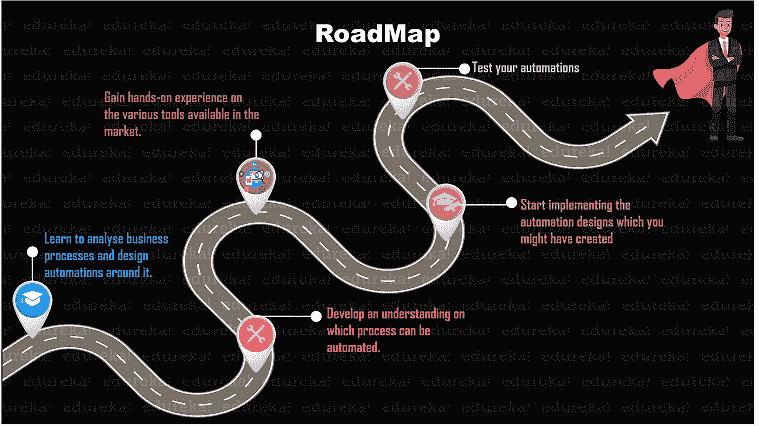 RoadMap
Test your automations
Gain hands-on experience on
the various tools available in the
market.
Start implementing the
automation designs which you
might have created
Learn to analyse business
processes and design
automations around it.
Develop an understanding on
which process can be
automated.